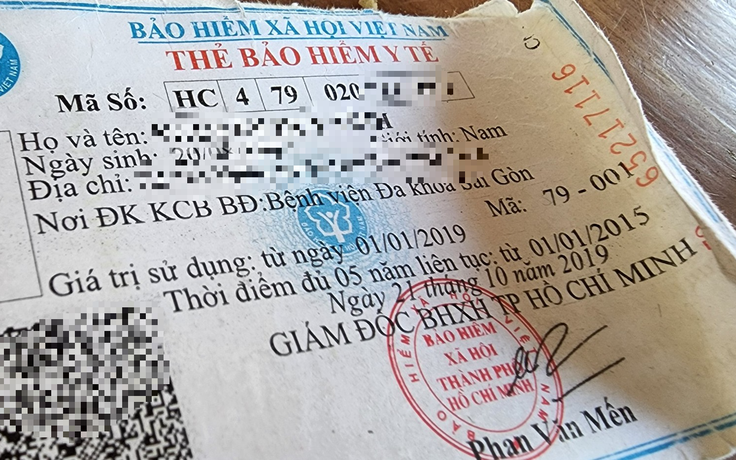 BẢO HIỂM XÃ HỘI VIỆT NAM
THẺ BẢO HIỂM Y TẾ
Mã Số: HC 4 79 020
Họ và tên:
Giới tính: Nam
Ngày sinh:
Địa chỉ:
Nơi ĐK KCB BĐ: Bệnh viện Đa khoa Sài Gòn
Mã: 79 - 001
Giá trị sử dụng: từ ngày 01/01/2019
Thời điểm đủ 05 năm liên tục: từ 01/01/2015
Ngày 21 tháng 10 năm 2019
GIÁM ĐỐC BHXH TP HỒ CHÍ MINH
BẢO HIỂM
XÃ HỘI
THÀNH PHỐ
HỒ CHÍ MINH
Phan Văn Mến
65217116